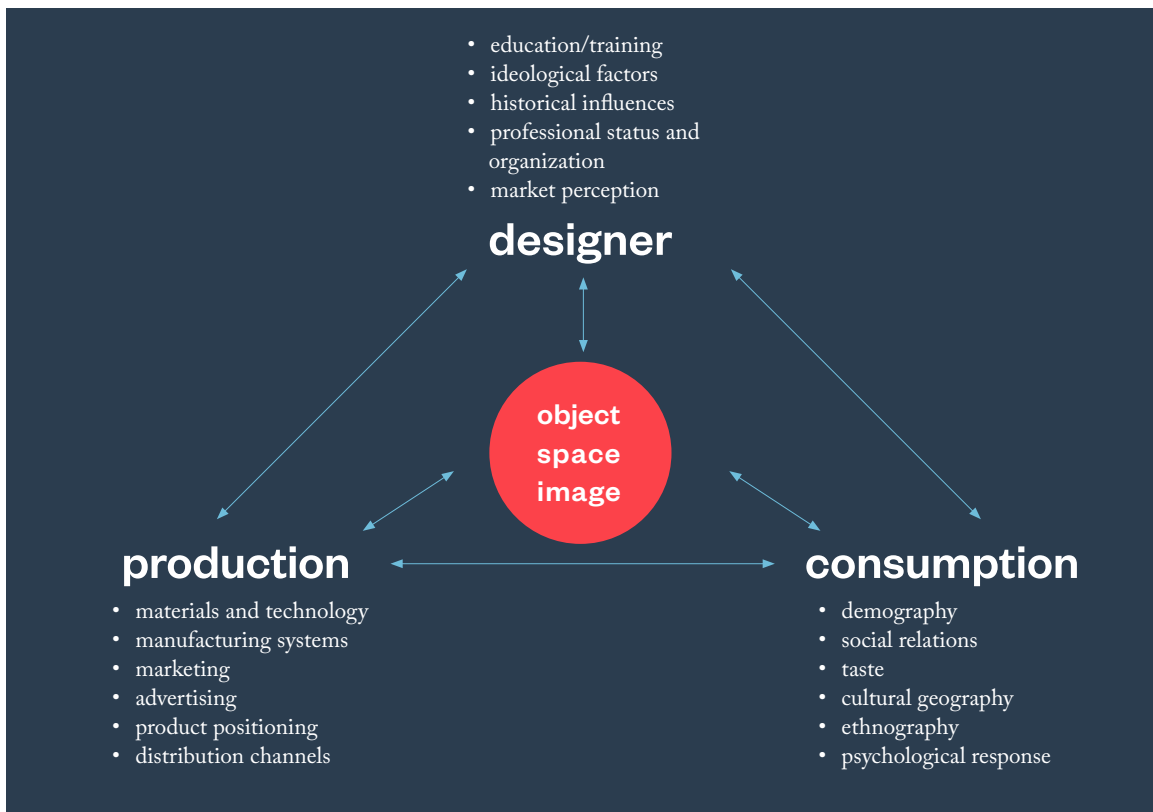 • education/training
• ideological factors
• historical influences
• professional status and
organization
• market perception
designer
object
space
image
production
• materials and technology
• manufacturing systems
• marketing
• advertising
• product positioning
• distribution channels
consumption
• demography
• social relations
• taste
• cultural geography
• ethnography
• psychological response